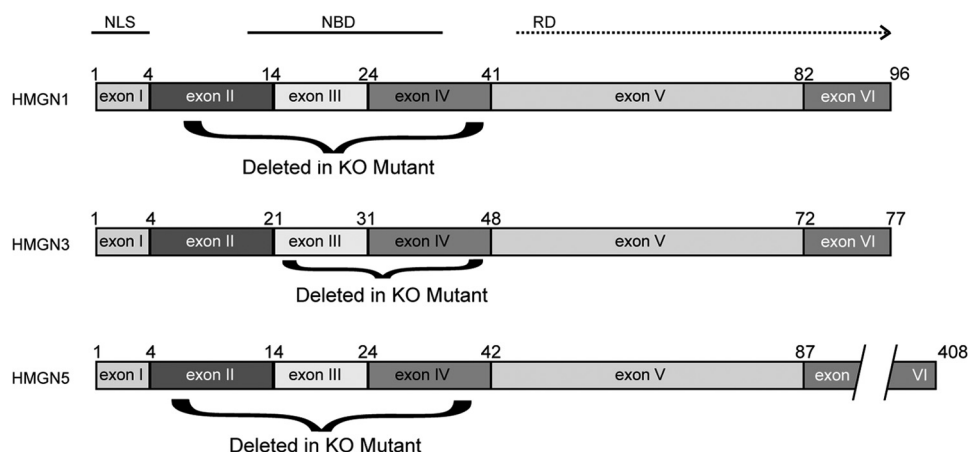 NLS NBD RD
1 4 14 24 41 82 96
HMGN1 exon I exon II exon III exon IV exon V exon VI
Deleted in KO Mutant
1 4 21 31 48 72 77
HMGN3 exon I exon II exon III exon IV exon V exon VI
Deleted in KO Mutant
1 4 14 24 42 87 408
HMGN5 exon I exon II exon III exon IV exon V exon VI
Deleted in KO Mutant